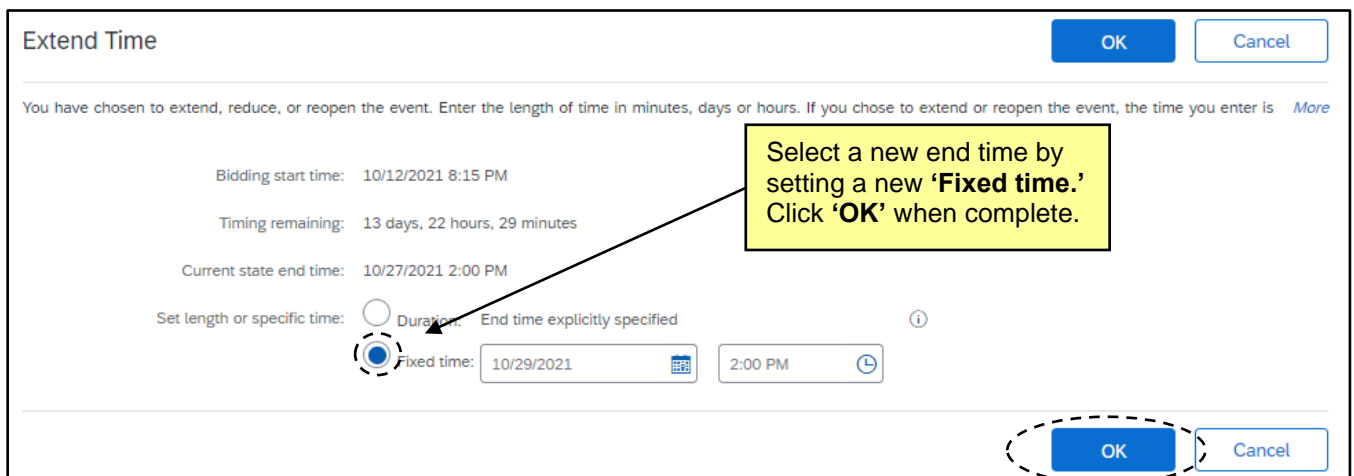 Extend Time
OK
Cancel
You have chosen to extend, reduce, or reopen the event. Enter the length of time in minutes, days or hours. If you chose to extend or reopen the event, the time you enter is More
Select a new end time by
setting a new ‘Fixed time.’
Click ‘OK’ when complete.
Bidding start time: 10/12/2021 8:15 PM
Timing remaining: 13 days, 22 hours, 29 minutes
Current state end time: 10/27/2021 2:00 PM
Set length or specific time: Duration: End time explicitly specified
Fixed time: 10/29/2021 2:00 PM
OK
Cancel